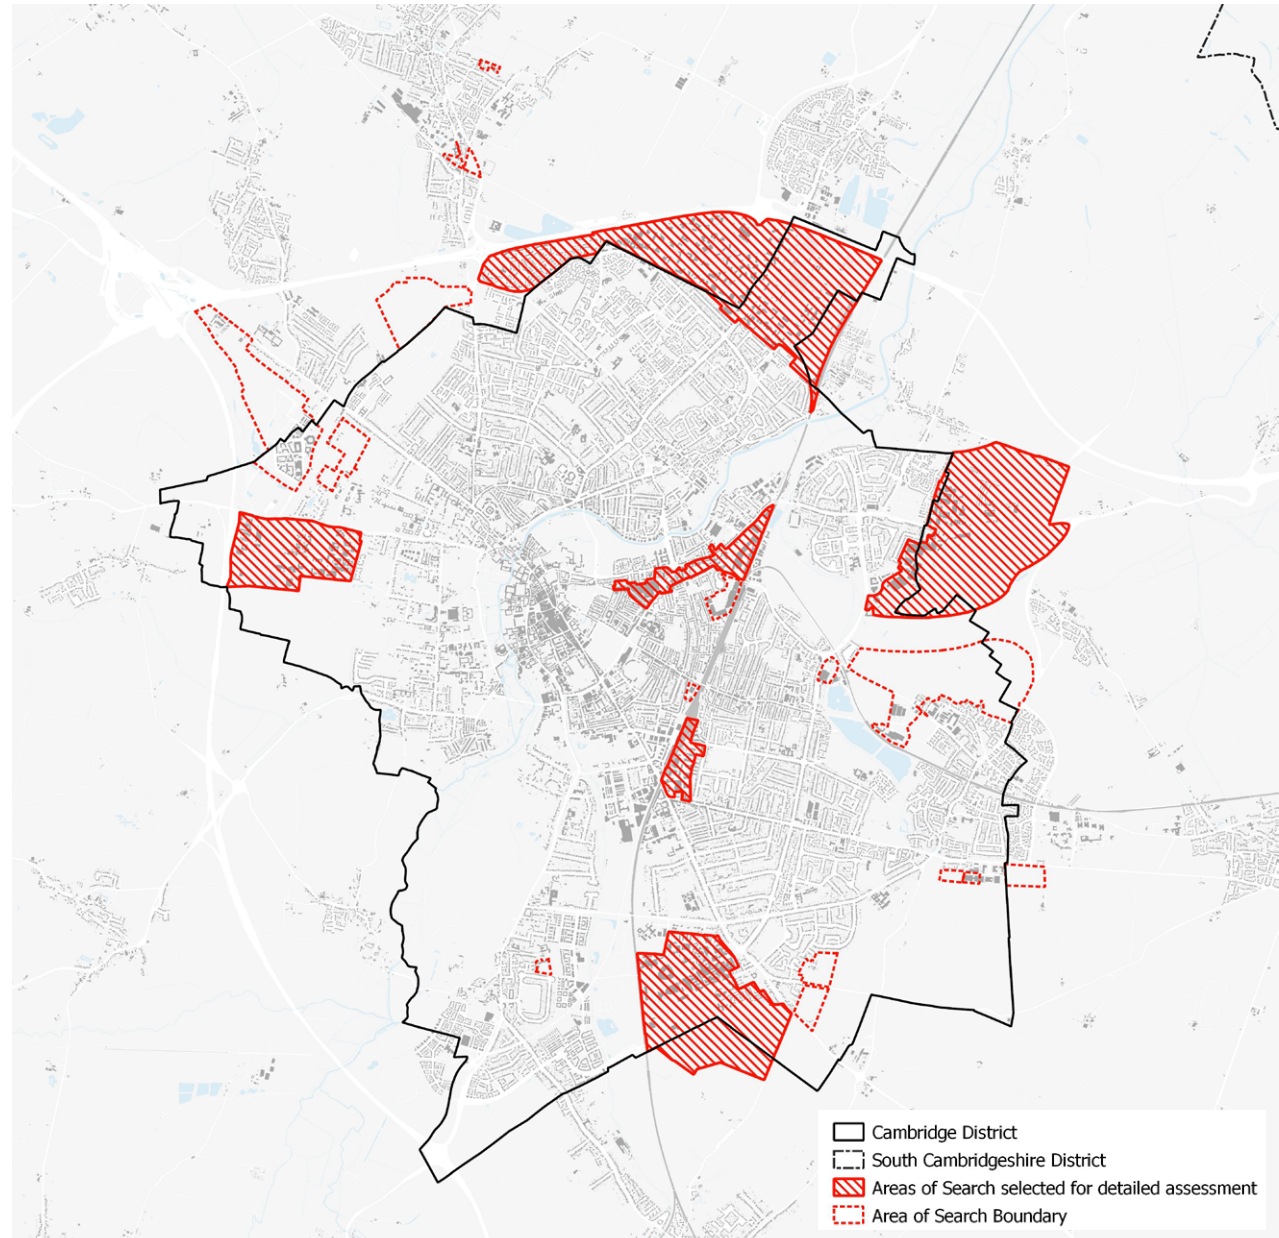 Cambridge District
South Cambridgeshire District
Areas of Search selected for detailed assessment
Area of Search Boundary